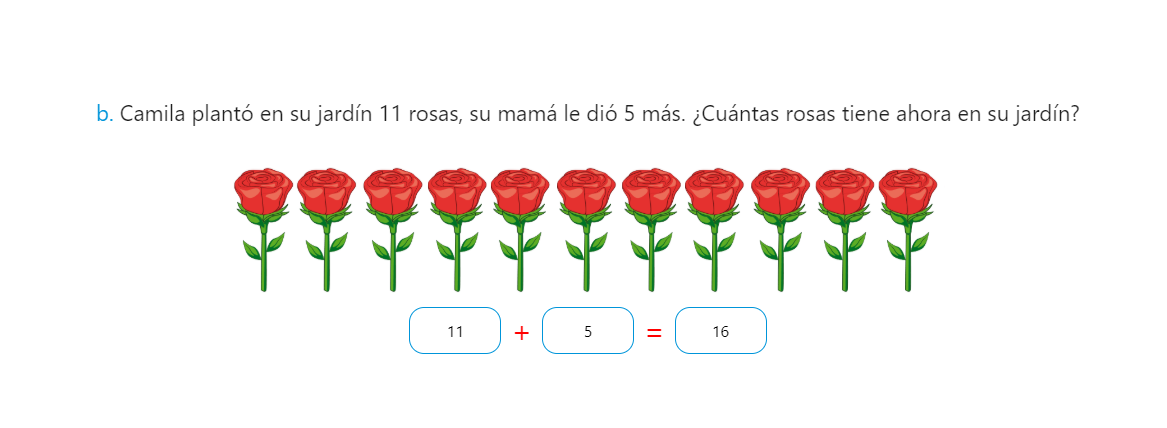 b. Camila plantó en su jardín 11 rosas, su mamá le dió 5 más. ¿Cuántas rosas tiene ahora en su jardín?
11 + 5 = 16